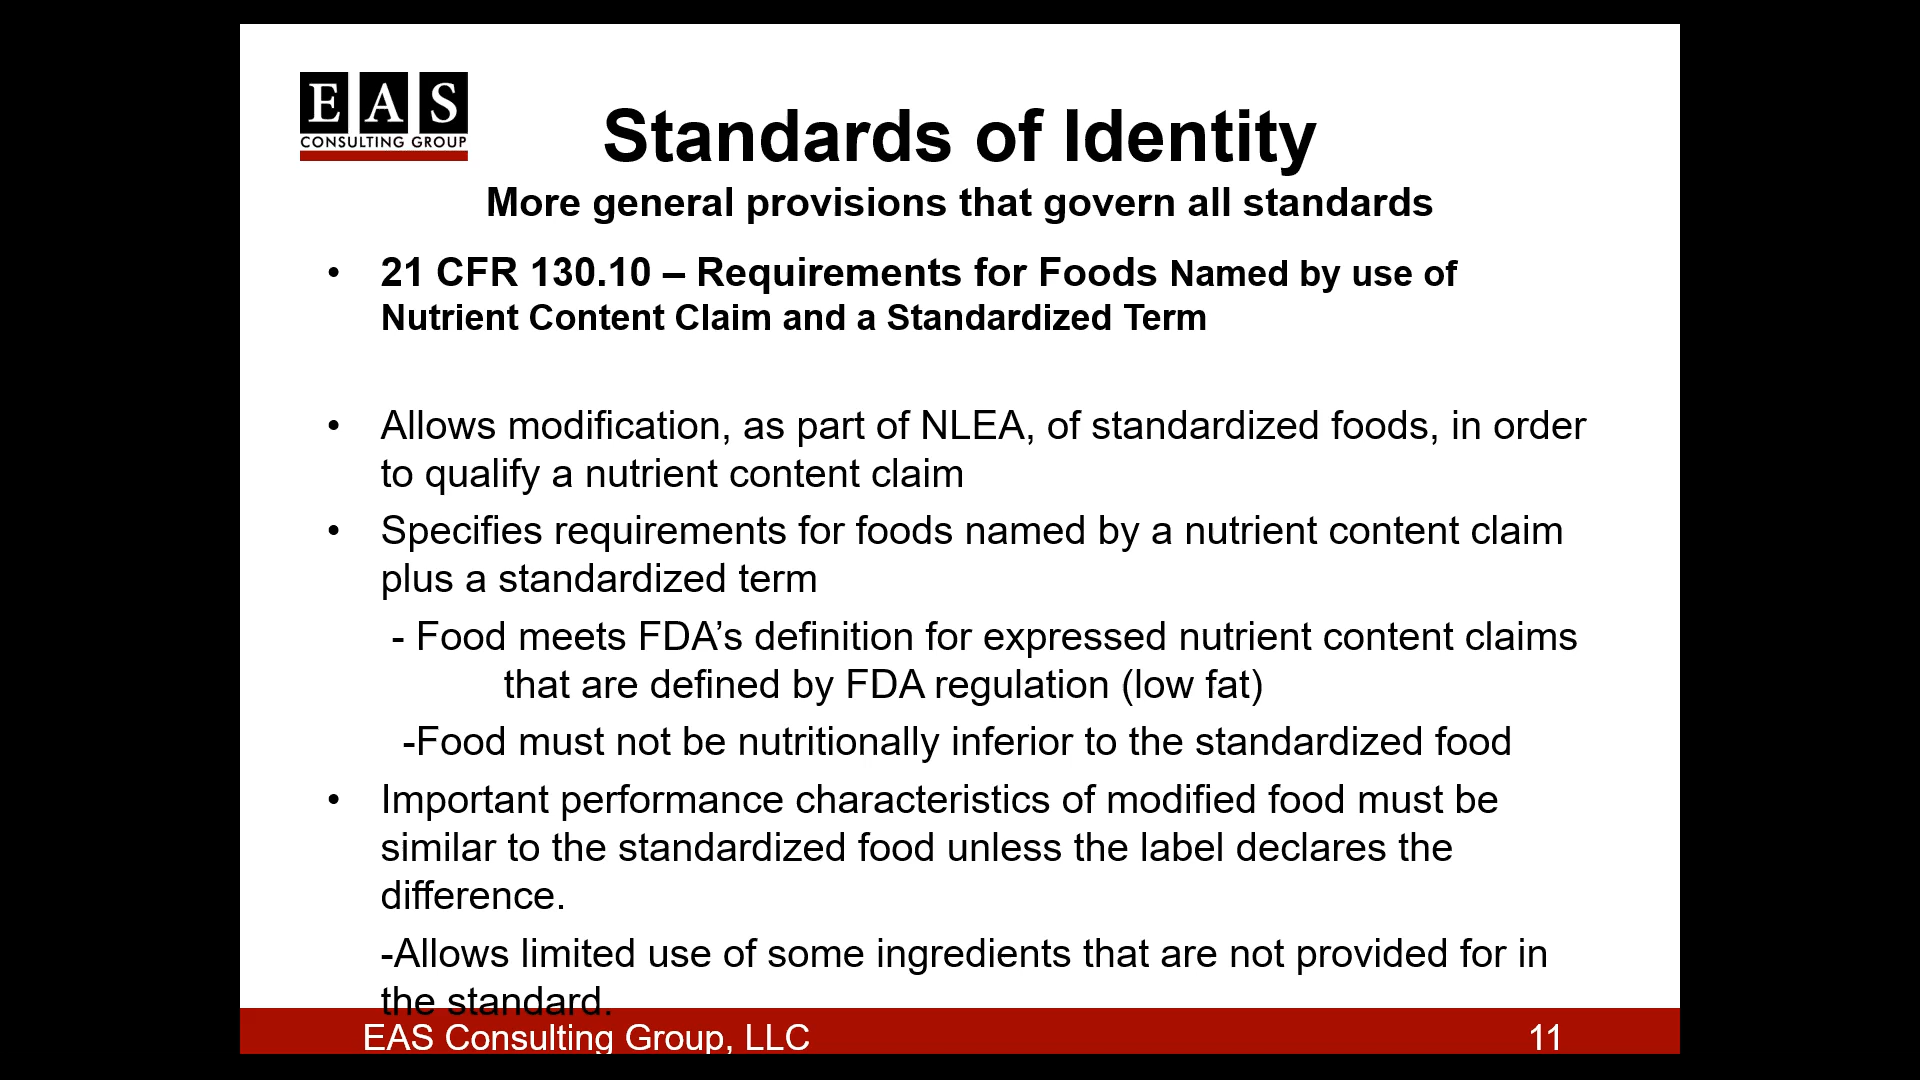 EAS
CONSULTING GROUP
Standards of Identity
More general provisions that govern all standards
• 21 CFR 130.10 – Requirements for Foods Named by use of
Nutrient Content Claim and a Standardized Term
• Allows modification, as part of NLEA, of standardized foods, in order
to qualify a nutrient content claim
• Specifies requirements for foods named by a nutrient content claim
plus a standardized term
- Food meets FDA’s definition for expressed nutrient content claims
that are defined by FDA regulation (low fat)
-Food must not be nutritionally inferior to the standardized food
• Important performance characteristics of modified food must be
similar to the standardized food unless the label declares the
difference.
-Allows limited use of some ingredients that are not provided for in
the standard.
EAS Consulting Group, LLC
11